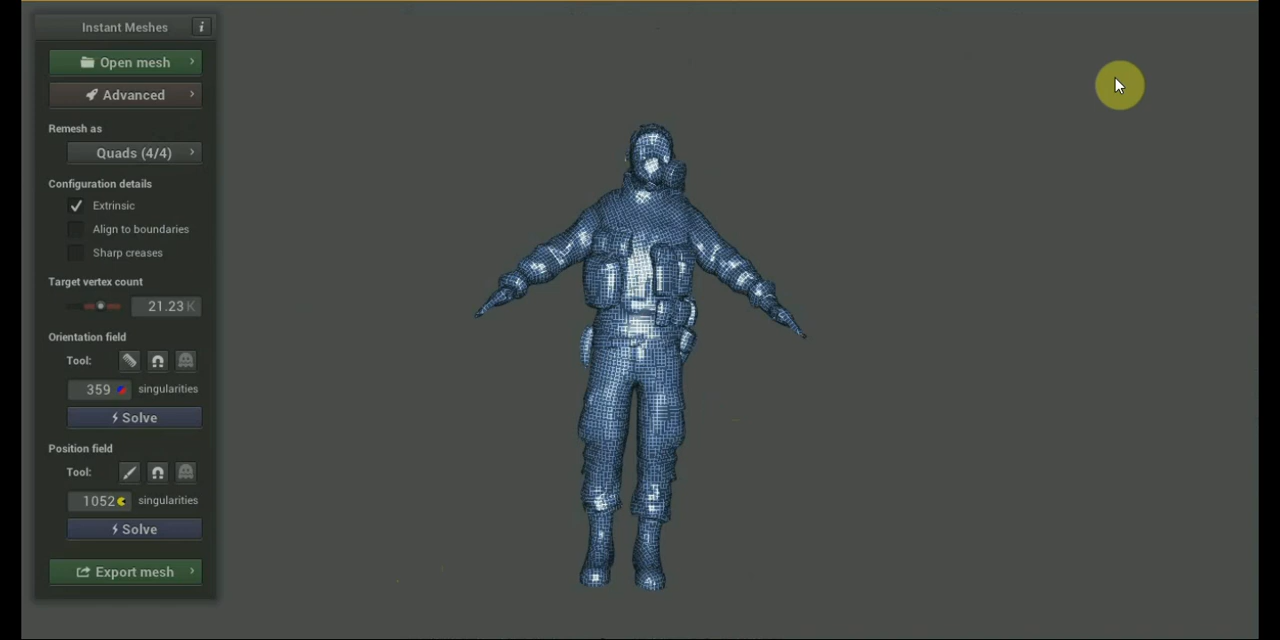 Instant Meshes
i
Open mesh
Advanced
Remesh as
Quads (4/4)
Configuration details
Extrinsic
Align to boundaries
Sharp creases
Target vertex count
21.23 K
Orientation field
Tool:
359 singularities
Solve
Position field
Tool:
1052 singularities
Solve
Export mesh